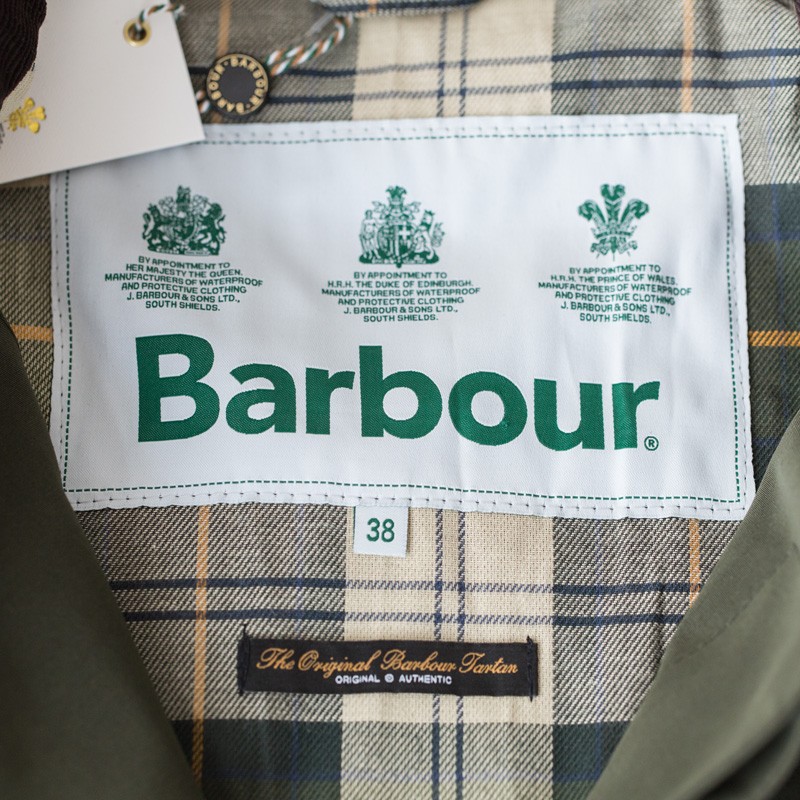 BARBOUR · BARBOUR
BY APPOINTMENT TO
HER MAJESTY THE QUEEN.
MANUFACTURERS OF WATERPROOF
AND PROTECTIVE CLOTHING
J. BARBOUR & SONS LTD.,
SOUTH SHIELDS.
BY APPOINTMENT TO
H.R.H. THE DUKE OF EDINBURGH.
MANUFACTURERS OF WATERPROOF
AND PROTECTIVE CLOTHING
J. BARBOUR & SONS LTD.,
SOUTH SHIELDS.
BY APPOINTMENT TO
H.R.H. THE PRINCE OF WALES.
MANUFACTURERS OF WATERPROOF
AND PROTECTIVE CLOTHING
J. BARBOUR & SONS LTD.,
SOUTH SHIELDS.
Barbour®
38
The Original Barbour Tartan
ORIGINAL @ AUTHENTIC